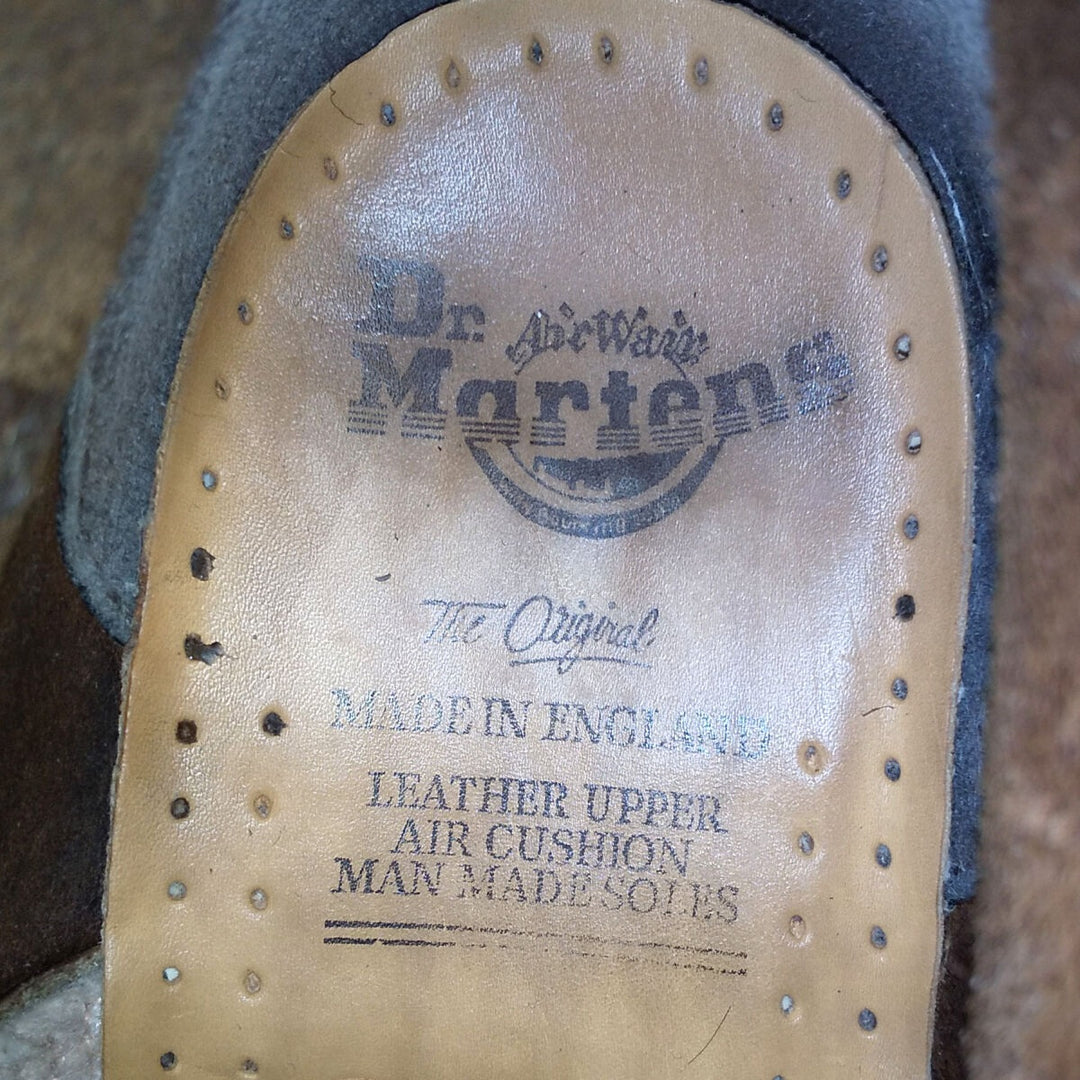 Dr.
AirWair
Martens
The Original
MADE IN ENGLAND
LEATHER UPPER
AIR CUSHION
MAN MADE SOLES